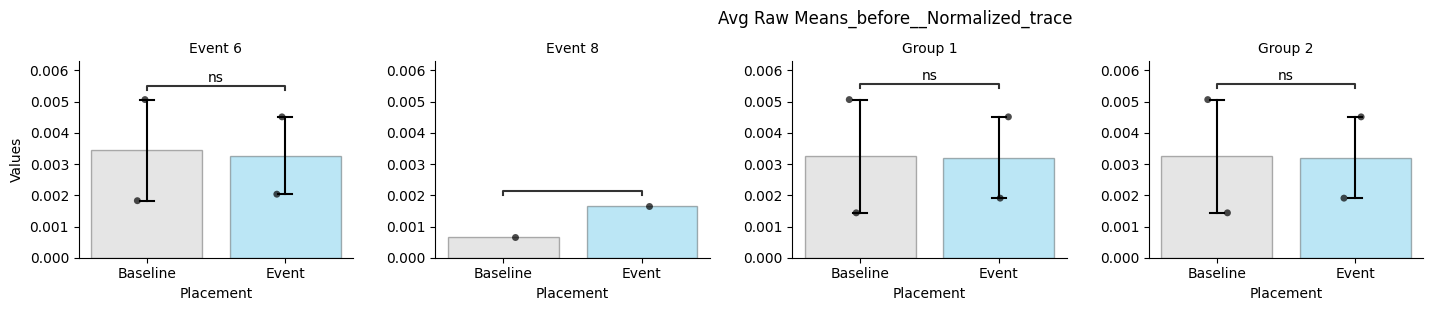 Avg Raw Means_before__Normalized_trace
Event 6
Event 8
Group 1
Group 2
Values
0.006
0.005
0.004
0.003
0.002
0.001
0.000
ns
Baseline
Event
Placement
0.006
0.005
0.004
0.003
0.002
0.001
0.000
Baseline
Event
Placement
0.006
0.005
0.004
0.003
0.002
0.001
0.000
ns
Baseline
Event
Placement
0.006
0.005
0.004
0.003
0.002
0.001
0.000
ns
Baseline
Event
Placement